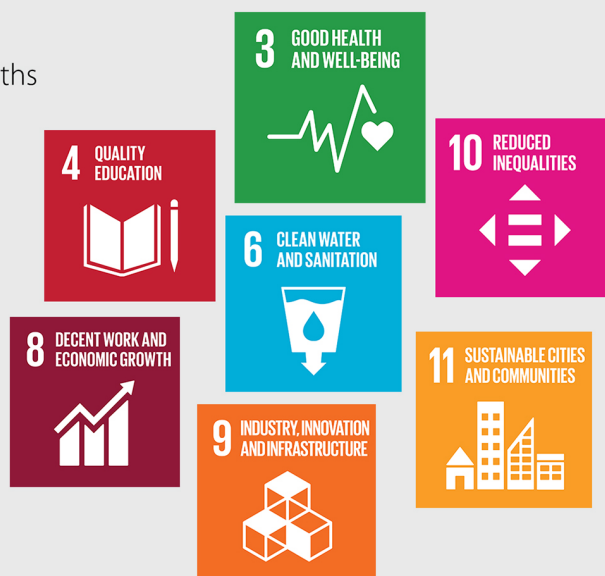 3 GOOD HEALTH
AND WELL-BEING
ths
4 QUALITY
EDUCATION
10 REDUCED
INEQUALITIES
6 CLEAN WATER
AND SANITATION
8 DECENT WORK AND
ECONOMIC GROWTH
11 SUSTAINABLE CITIES
AND COMMUNITIES
9 INDUSTRY, INNOVATION
AND INFRASTRUCTURE